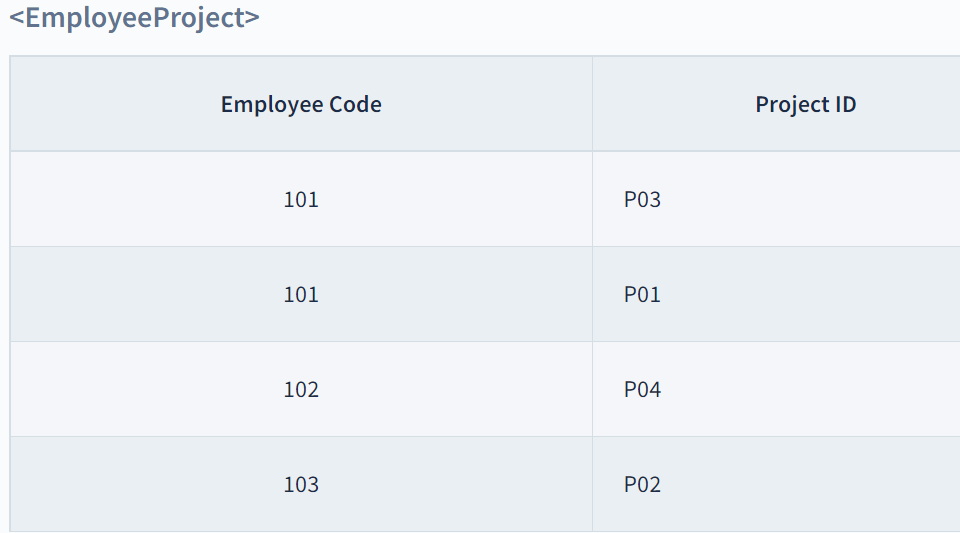 <EmployeeProject>
Employee Code Project ID
101 P03
101 P01
102 P04
103 P02